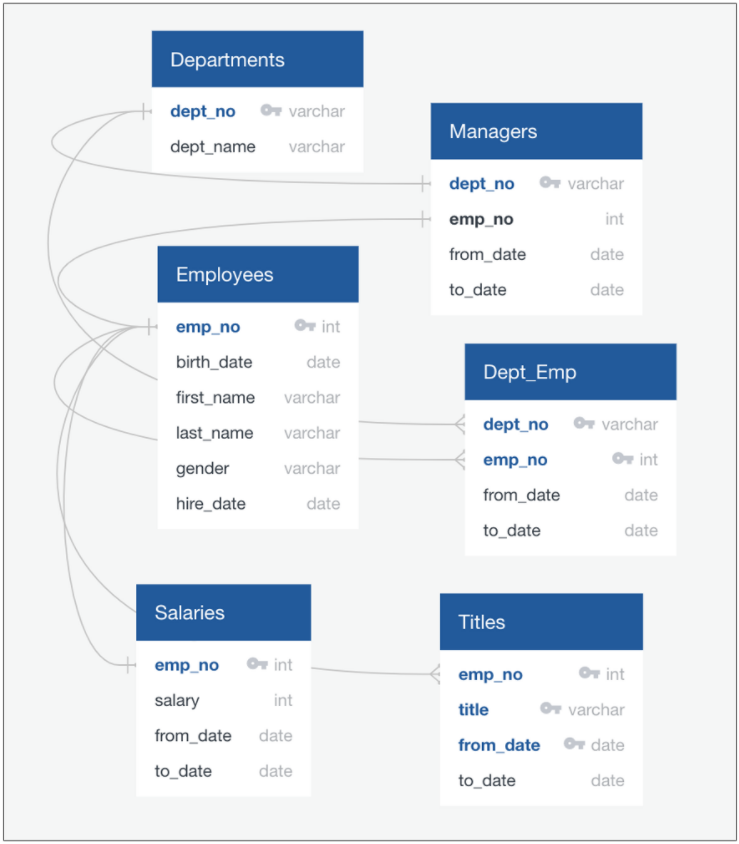 Departments
dept_no varchar
dept_name varchar
Managers
dept_no varchar
emp_no int
from_date date
to_date date
Employees
emp_no int
birth_date date
first_name varchar
last_name varchar
gender varchar
hire_date date
Dept_Emp
dept_no varchar
emp_no int
from_date date
to_date date
Salaries
emp_no int
salary int
from_date date
to_date date
Titles
emp_no int
title varchar
from_date date
to_date date